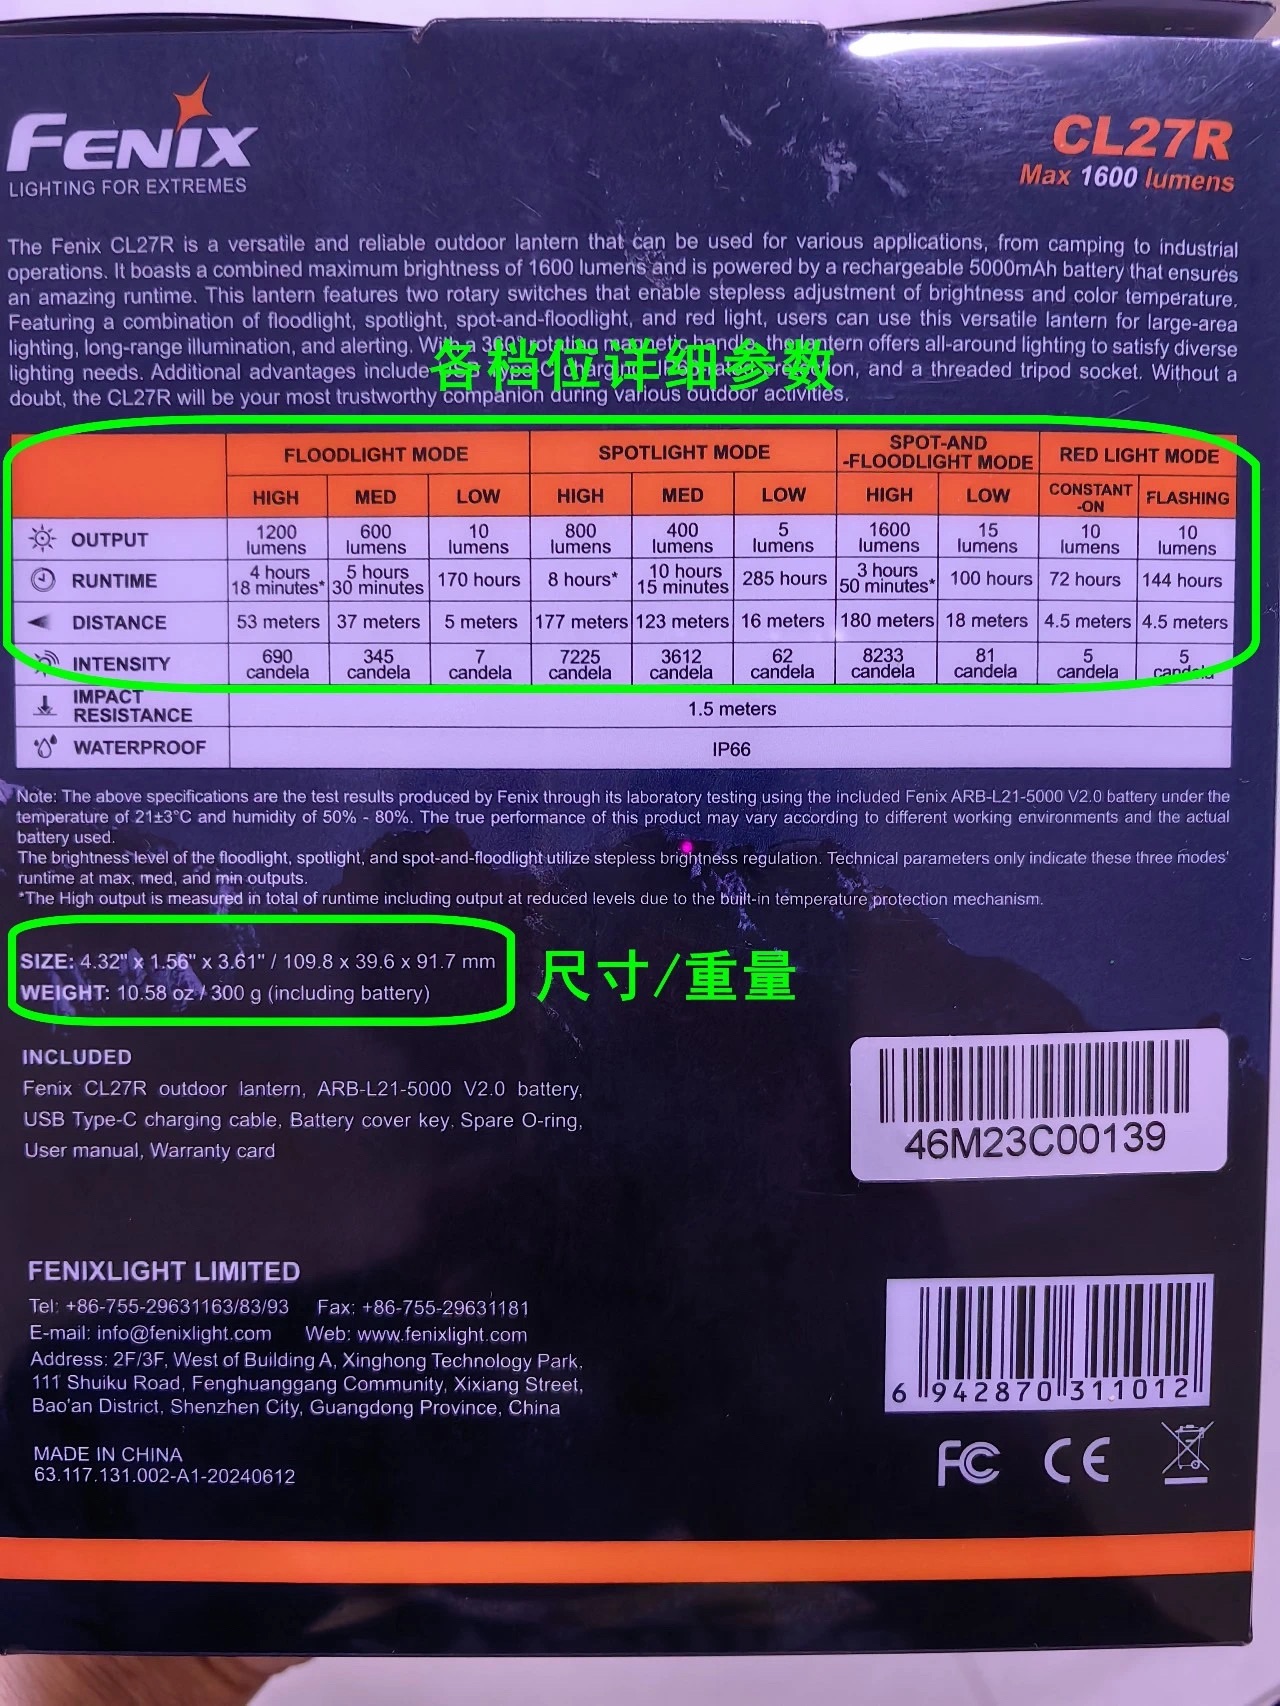 FENIX
LIGHTING FOR EXTREMES
CL27R
Max 1600 lumens
The Fenix CL27R is a versatile and reliable outdoor lantern that can be used for various applications, from camping to industrial
operations. It boasts a combined maximum brightness of 1600 lumens and is powered by a rechargeable 5000mAh battery that ensures
an amazing runtime. This lantern features two rotary switches that enable stepless adjustment of brightness and color temperature.
Featuring a combination of floodlight, spotlight, spot-and-floodlight, and red light, users can use this versatile lantern for large-area
lighting, long-range illumination, and alerting. With a 360° rotating magnetic handle, the lantern offers all-around lighting to satisfy diverse
lighting needs. Additional advantages include protection, and a threaded tripod socket. Without a
doubt, the CL27R will be your most trustworthy companion during various outdoor activities.
各档位详细参数
FLOODLIGHT MODE SPOTLIGHT MODE SPOT-AND-FLOODLIGHT MODE RED LIGHT MODE
HIGH MED LOW HIGH MED LOW HIGH LOW CONSTANT-ON FLASHING
OUTPUT 1200 lumens 600 lumens 10 lumens 800 lumens 400 lumens 5 lumens 1600 lumens 15 lumens 10 lumens 10 lumens
RUNTIME 4 hours 18 minutes* 5 hours 30 minutes 170 hours 8 hours* 10 hours 15 minutes 285 hours 3 hours 50 minutes* 100 hours 72 hours 144 hours
DISTANCE 53 meters 37 meters 5 meters 177 meters 123 meters 16 meters 180 meters 18 meters 4.5 meters 4.5 meters
INTENSITY 690 candela 345 candela 7 candela 7225 candela 3612 candela 62 candela 8233 candela 81 candela 5 candela 5 candela
IMPACT RESISTANCE 1.5 meters
WATERPROOF IP66
Note: The above specifications are the test results produced by Fenix through its laboratory testing using the included Fenix ARB-L21-5000 V2.0 battery under the
temperature of 21±3°C and humidity of 50% - 80%. The true performance of this product may vary according to different working environments and the actual
battery used.
The brightness level of the floodlight, spotlight, and spot-and-floodlight utilize stepless brightness regulation. Technical parameters only indicate these three modes'
runtime at max, med, and min outputs.
*The High output is measured in total of runtime including output at reduced levels due to the built-in temperature protection mechanism.
SIZE: 4.32" x 1.56" x 3.61" / 109.8 x 39.6 x 91.7 mm
WEIGHT: 10.58 oz / 300 g (including battery)
尺寸/重量
INCLUDED
Fenix CL27R outdoor lantern, ARB-L21-5000 V2.0 battery,
USB Type-C charging cable, Battery cover key, Spare O-ring,
User manual, Warranty card
46M23C00139
FENIXLIGHT LIMITED
Tel: +86-755-29631163/83/93 Fax: +86-755-29631181
E-mail: info@fenixlight.com Web: www.fenixlight.com
Address: 2F/3F, West of Building A, Xinghong Technology Park,
111 Shuiku Road, Fenghuanggang Community, Xixiang Street,
Bao'an District, Shenzhen City, Guangdong Province, China
6 942870 311012
MADE IN CHINA
63.117.131.002-A1-20240612
FC CE